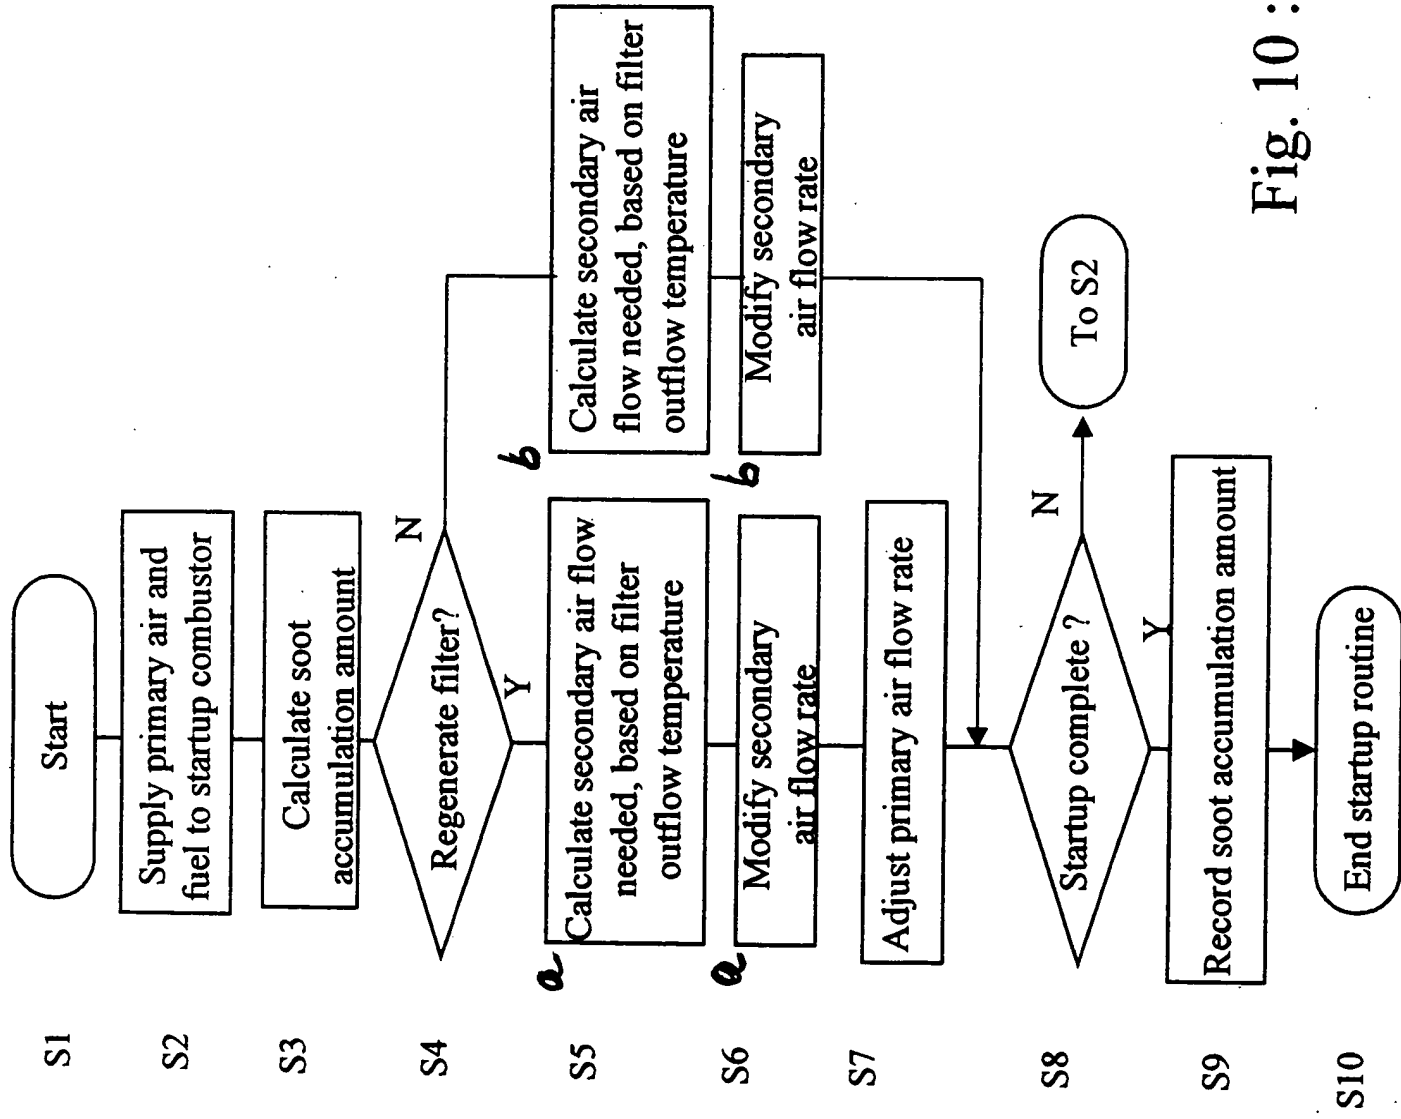 S1
Start
S2
Supply primary air and
fuel to startup combustor
S3
Calculate soot
accumulation amount
S4
Regenerate filter?
N
Y
S5
a
Calculate secondary air flow
needed, based on filter
outflow temperature
b
Calculate secondary air
flow needed, based on filter
outflow temperature
S6
a
Modify secondary
air flow rate
b
Modify secondary
air flow rate
S7
Adjust primary air flow rate
S8
Startup complete ?
N
To S2
Y
S9
Record soot accumulation amount
S10
End startup routine
Fig. 10 :